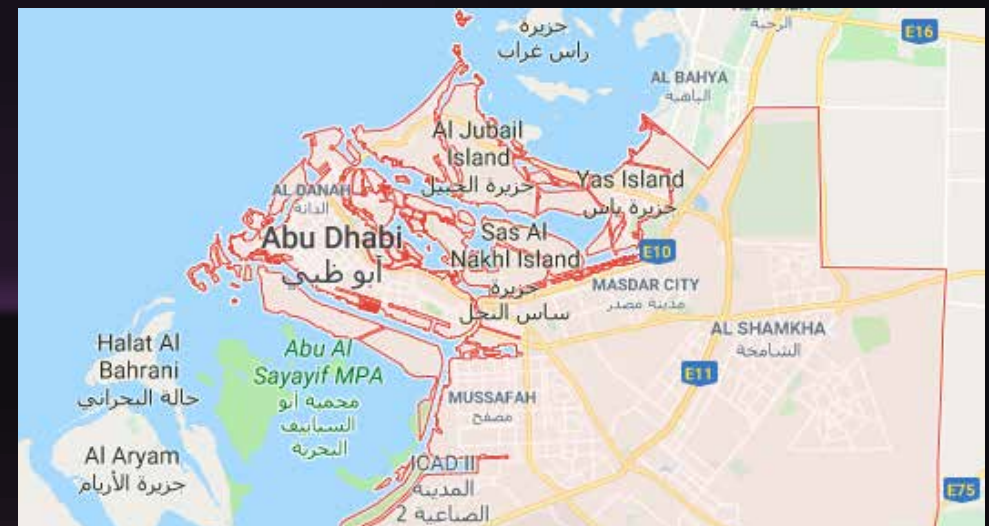 جزيرة
راس غراب
الرحبة
E16
AL BAHYA
الباهية
Al Jubail
Island
جزيرة الجبيل
Yas Island
جزيرة ياس
AL DANAH
الدانة
Abu Dhabi
أبو ظبي
Sas Al
Nakhl Island
جزيرة
ساس النخل
E10
MASDAR CITY
مدينة مصدر
AL SHAMKHA
الشامخة
E11
Halat Al
Bahrani
حالة البحراني
Abu Al
Sayayif MPA
محمية أبو
السياييف
البحرية
MUSSAFAH
مصفح
Al Aryam
جزيرة الأريام
ICAD II
المدينة
الصناعية 2
E75